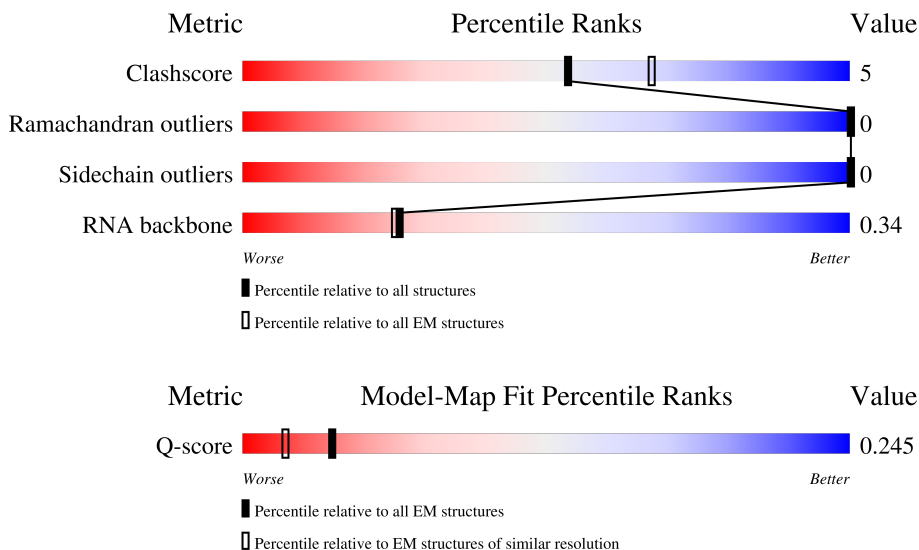 Metric Percentile Ranks Value
Clashscore 5
Ramachandran outliers 0
Sidechain outliers 0
RNA backbone 0.34
Worse Better
Percentile relative to all structures
Percentile relative to all EM structures
Metric Model-Map Fit Percentile Ranks Value
Q-score 0.245
Worse Better
Percentile relative to all EM structures
Percentile relative to EM structures of similar resolution